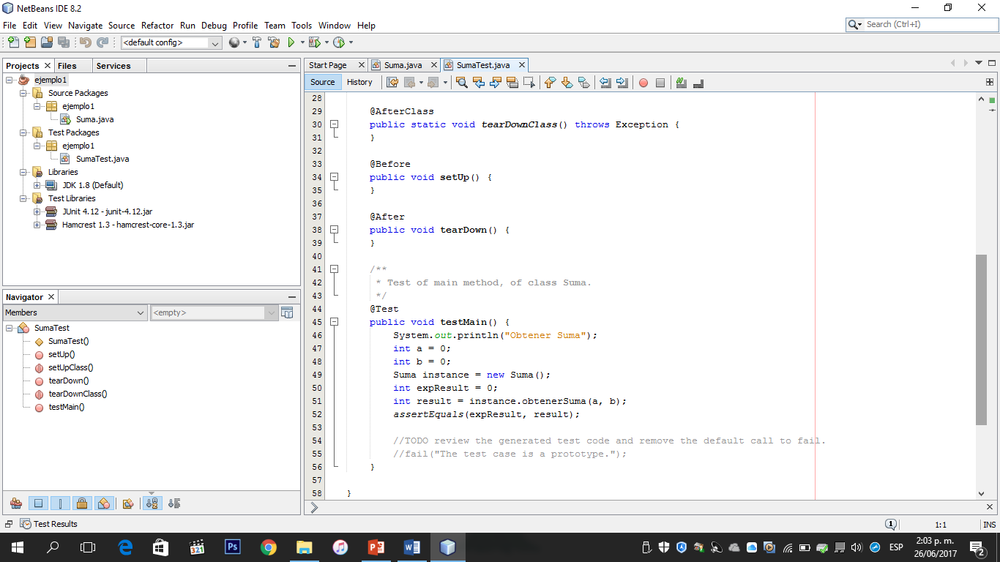 NetBeans IDE 8.2
File Edit View Navigate Source Refactor Run Debug Profile Team Tools Window Help
Search (Ctrl+I)
<default config>
Projects Files Services
ejemplo1
Source Packages
ejemplo1
Suma.java
Test Packages
ejemplo1
SumaTest.java
Libraries
JDK 1.8 (Default)
Test Libraries
JUnit 4.12 - junit-4.12.jar
Hamcrest 1.3 - hamcrest-core-1.3.jar
Navigator
Members <empty>
SumaTest
SumaTest()
setUp()
setUpClass()
tearDown()
tearDownClass()
testMain()
Start Page Suma.java SumaTest.java
Source History
28
29 @AfterClass
30 public static void tearDownClass() throws Exception {
31 }
32
33 @Before
34 public void setUp() {
35 }
36
37 @After
38 public void tearDown() {
39 }
40
41 /**
42 * Test of main method, of class Suma.
43 */
44 @Test
45 public void testMain() {
46 System.out.println("Obtener Suma");
47 int a = 0;
48 int b = 0;
49 Suma instance = new Suma();
50 int expResult = 0;
51 int result = instance.obtenerSuma(a, b);
52 assertEquals(expResult, result);
53
54 //TODO review the generated test code and remove the default call to fail.
55 //fail("The test case is a prototype.");
56 }
57
58 }
Test Results
1
1:1 INS
321
Ps
ESP
2:03 p. m.
26/06/2017
2